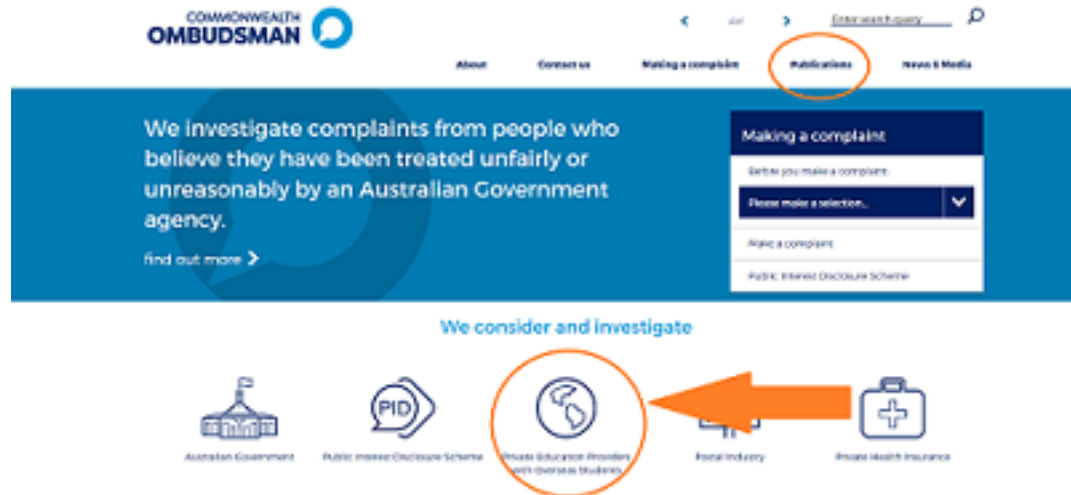 COMMONWEALTH
OMBUDSMAN
Enter search query
About Contact us Making a complaint Publications News & Media
We investigate complaints from people who
believe they have been treated unfairly or
unreasonably by an Australian Government
agency.
find out more
Making a complaint
Before you make a complaint
Please make a selection...
Make a complaint
Public Interest Disclosure Scheme
We consider and investigate
PID
Australian Government
Public Interest Disclosure Scheme
Private Education Providers
with Overseas Students
Postal Industry
Private Health Insurance